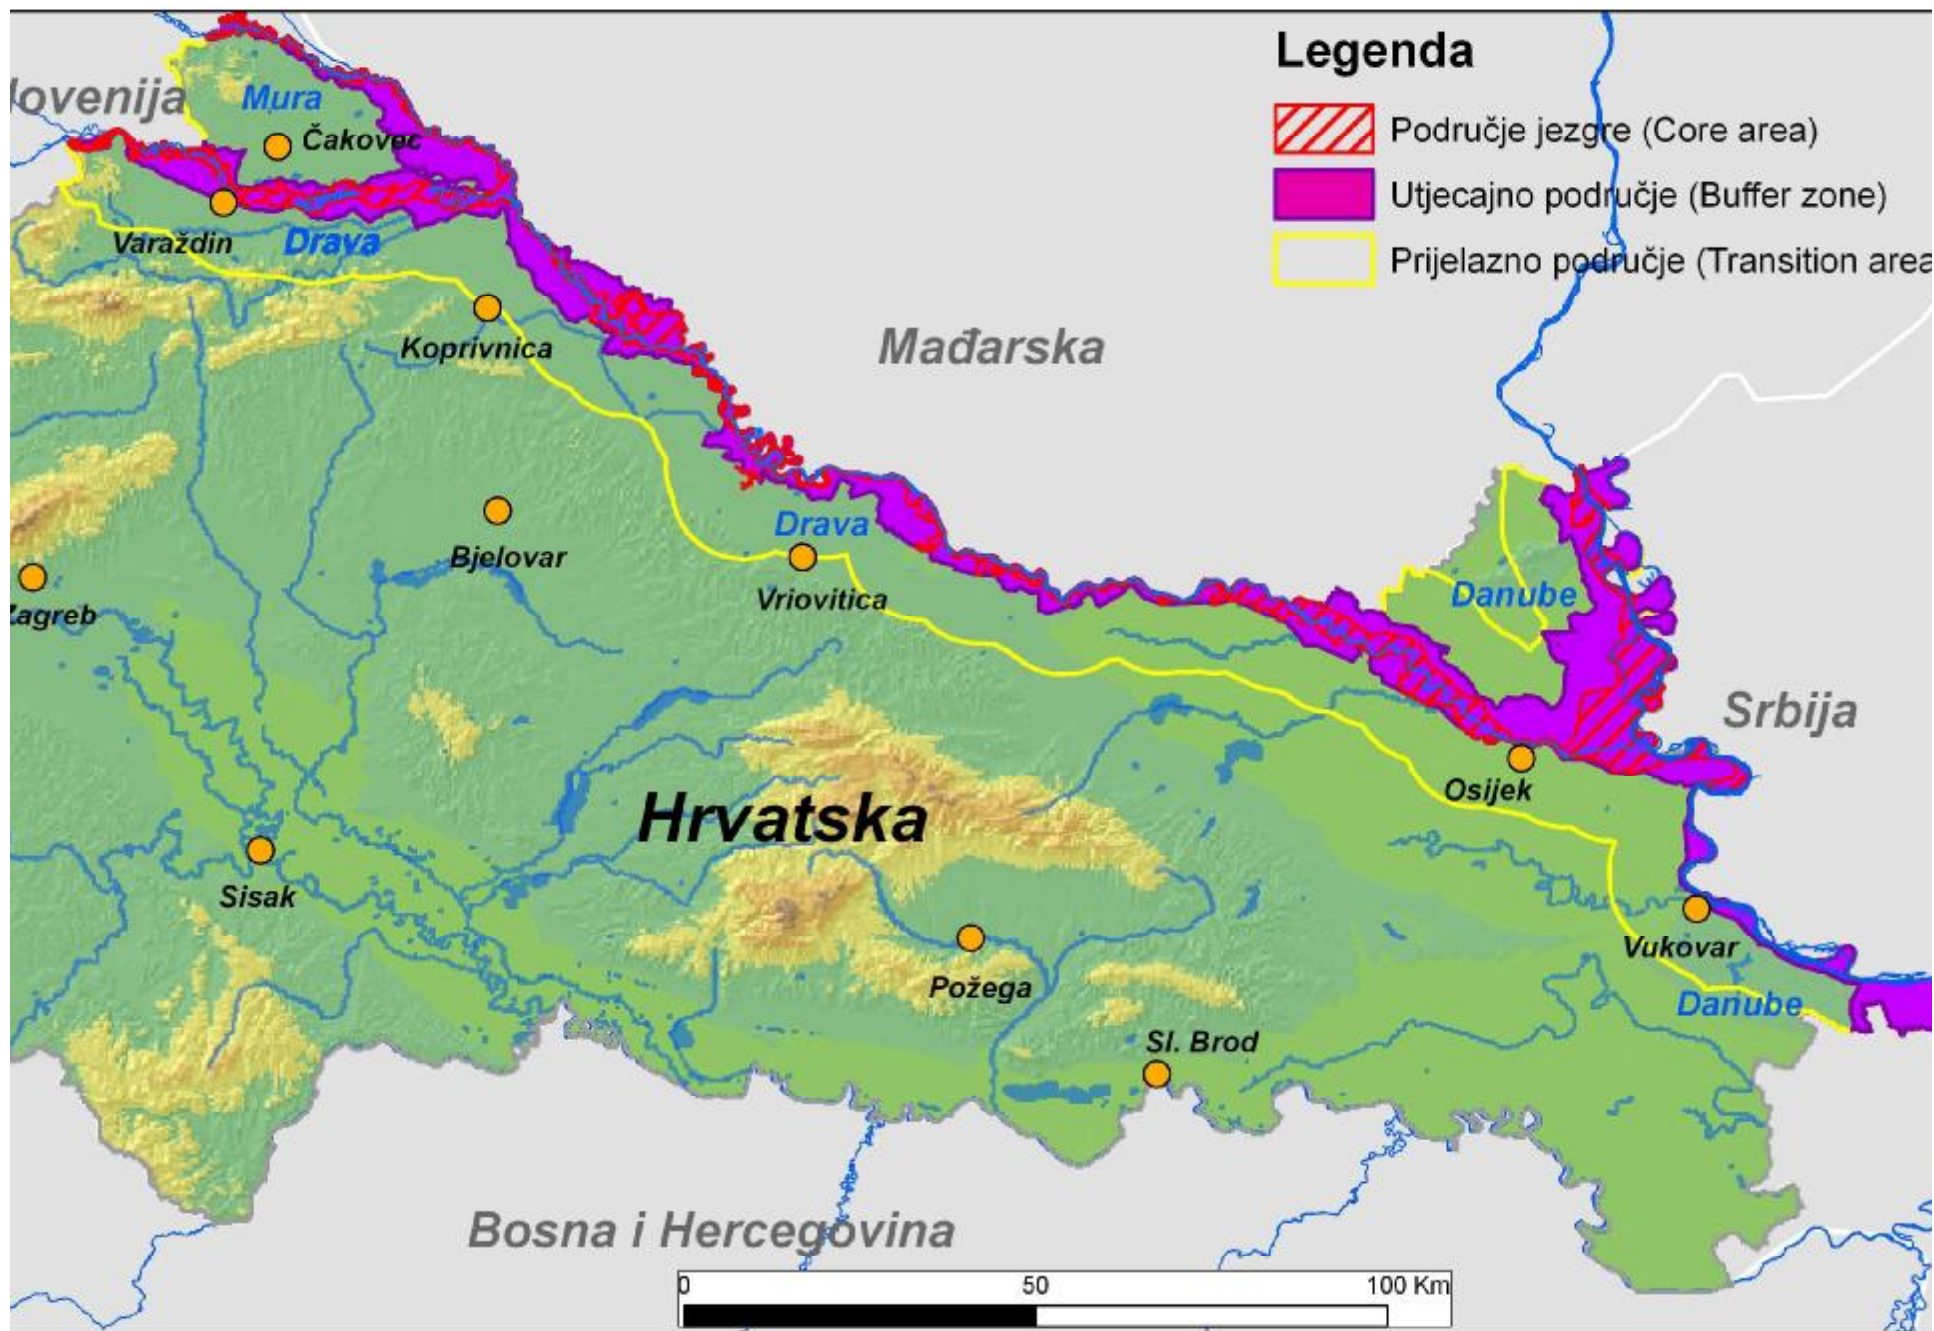 Legenda
Područje jezgre (Core area)
Utjecajno područje (Buffer zone)
Prijelazno područje (Transition area
lovenija
Mura
Čakovec
Varaždin
Drava
Koprivnica
Mađarska
Bjelovar
Drava
Vriovitica
Zagreb
Danube
Srbija
Osijek
Hrvatska
Sisak
Vukovar
Požega
Danube
Sl. Brod
Bosna i Hercegovina
0 50 100 Km